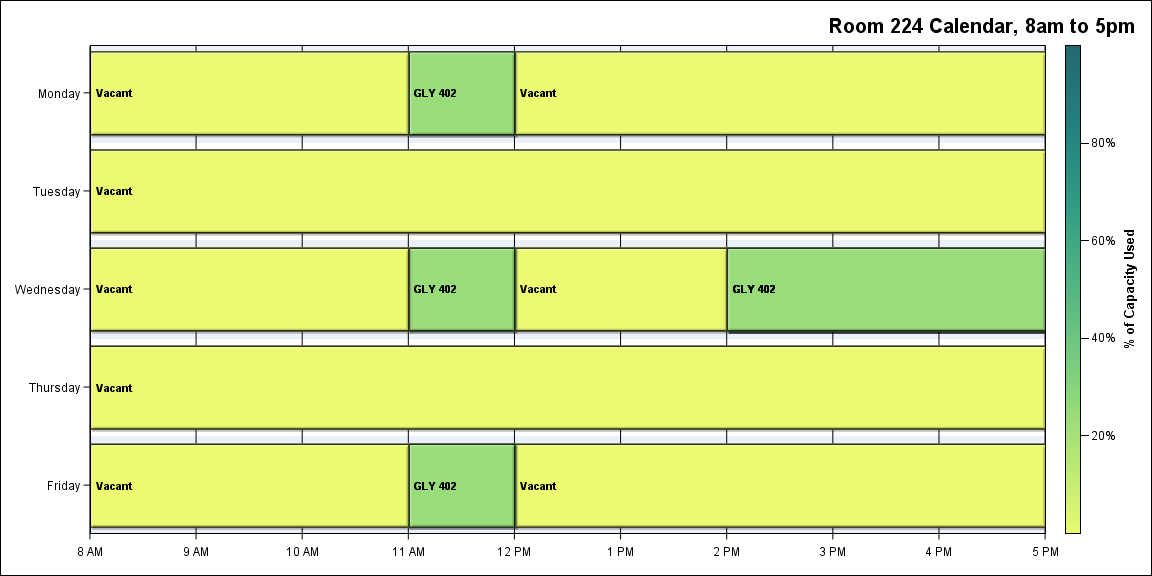 Room 224 Calendar, 8am to 5pm
Monday
Vacant
GLY 402
Vacant
Tuesday
Vacant
Wednesday
Vacant
GLY 402
Vacant
GLY 402
Thursday
Vacant
Friday
Vacant
GLY 402
Vacant
8 AM
9 AM
10 AM
11 AM
12 PM
1 PM
2 PM
3 PM
4 PM
5 PM
80%
60%
40%
20%
% of Capacity Used